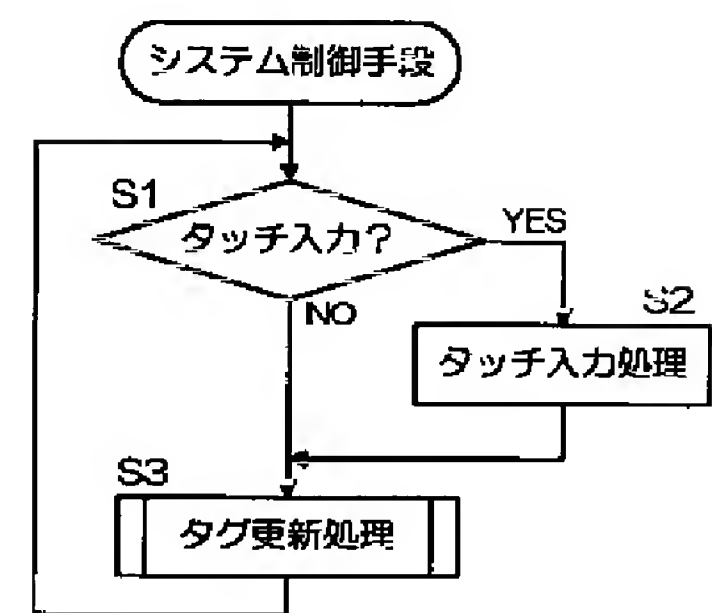 システム制御手段
S1
タッチ入力?
YES
NO
S2
タッチ入力処理
S3
タグ更新処理